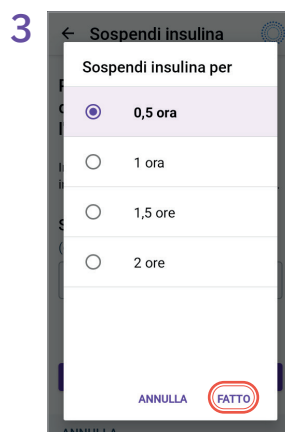 3
Sospendi insulina
Sospendi insulina per
0,5 ora
1 ora
1,5 ore
2 ore
ANNULLA FATTO